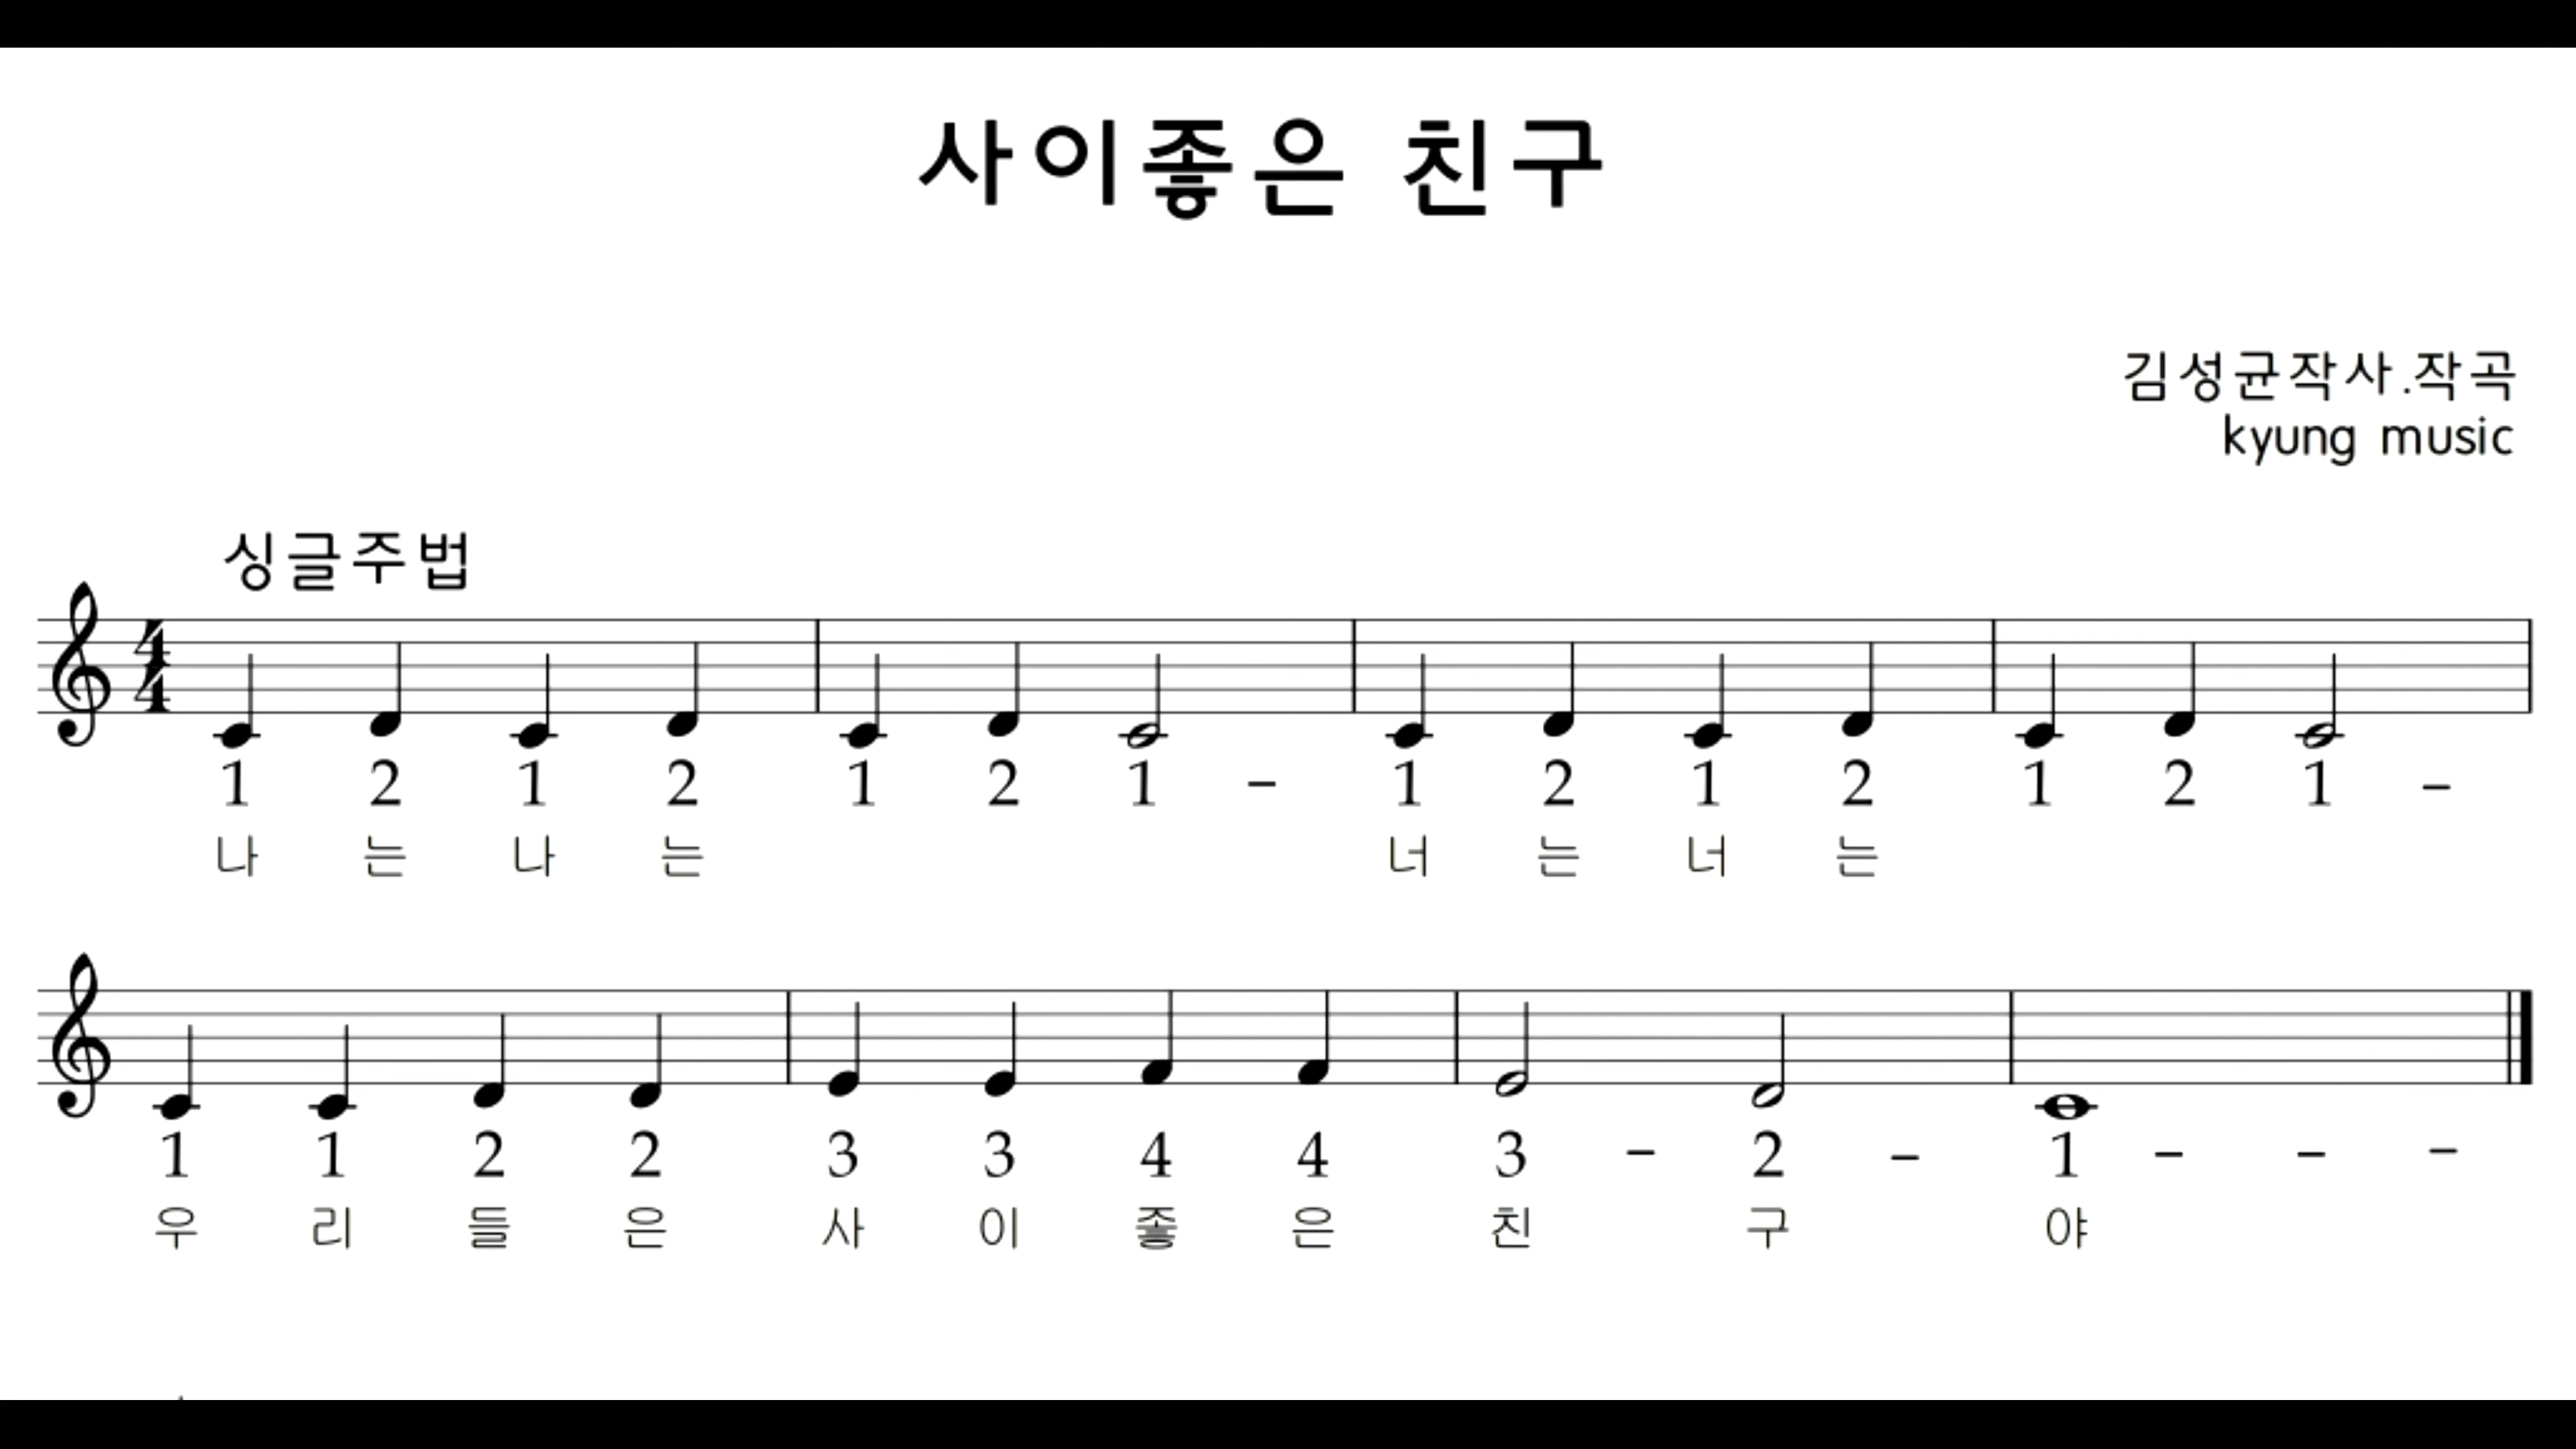 사이좋은 친구
김성균작사.작곡
kyung music
싱글주법
4/4
1 2 1 2 1 2 1 - 1 2 1 2 1 2 1 -
나 는 나 는 너 는 너 는
1 1 2 2 3 3 4 4 3 - 2 - 1 - - -
우 리 들 은 사 이 좋 은 친 구 야